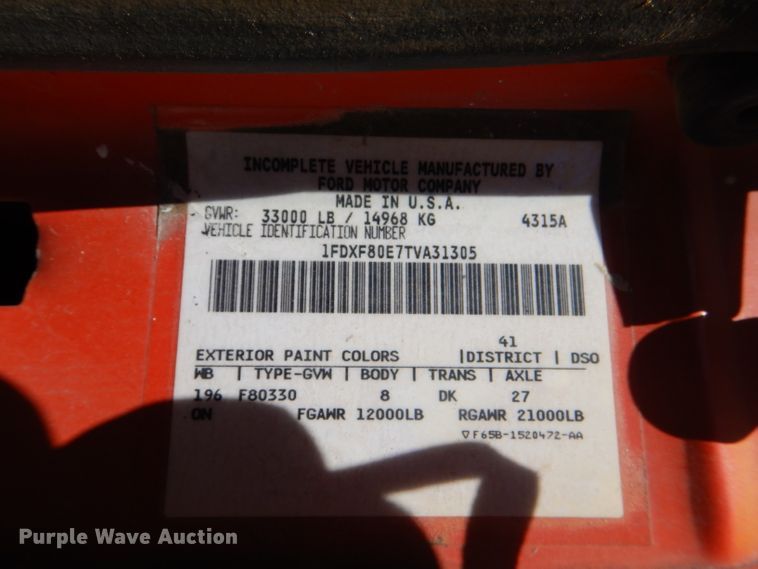 INCOMPLETE VEHICLE MANUFACTURED BY
FORD MOTOR COMPANY
MADE IN U.S.A.
GVWR: 33000 LB / 14968 KG 4315A
VEHICLE IDENTIFICATION NUMBER
1FDXF80E7TVA31305
41
EXTERIOR PAINT COLORS |DISTRICT | DSO
WB | TYPE-GVW | BODY | TRANS | AXLE
196 F80330 8 DK 27
ON FGAWR 12000LB RGAWR 21000LB
▽F65B-1520472-AA
Purple Wave Auction